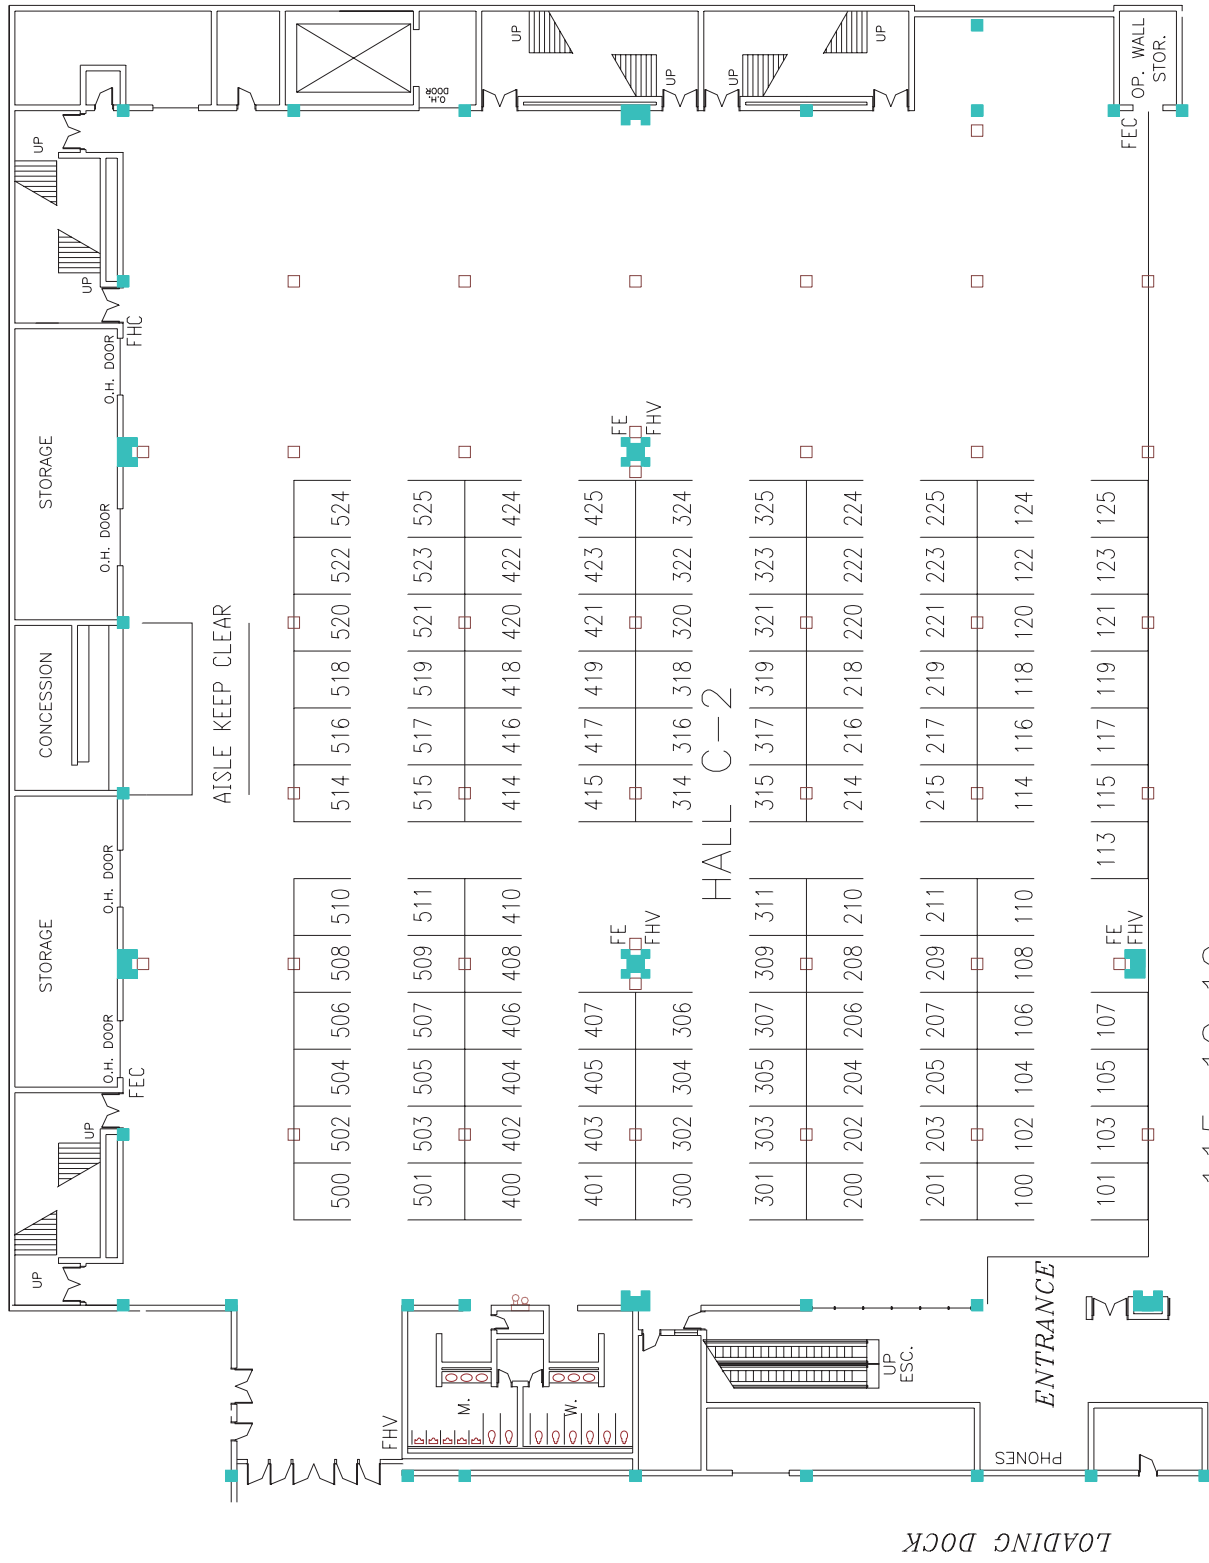 UP
UP
UP
UP
O.H.
DOOR
OP. WALL
STOR.
FEC
UP
UP
FHC
O.H. DOOR
STORAGE
O.H. DOOR
CONCESSION
AISLE KEEP CLEAR
STORAGE
O.H. DOOR
O.H. DOOR
FEC
UP
UP
FE
FHV
HALL C-2
FE
FHV
FE
FHV
524 525 424 425 324 325 224 225 124 125
522 523 422 423 322 323 222 223 122 123
520 521 420 421 320 321 220 221 120 121
518 519 418 419 318 319 218 219 118 119
516 517 416 417 316 317 216 217 116 117
514 515 414 415 314 315 214 215 114 115
113
510 511 410 311 210 211 110
508 509 408 309 208 209 108
506 507 406 407 306 307 206 207 106 107
504 505 404 405 304 305 204 205 104 105
502 503 402 403 302 303 202 203 102 103
500 501 400 401 300 301 200 201 100 101
FHV
M.
W.
UP
ESC.
ENTRANCE
PHONES
LOADING DOCK